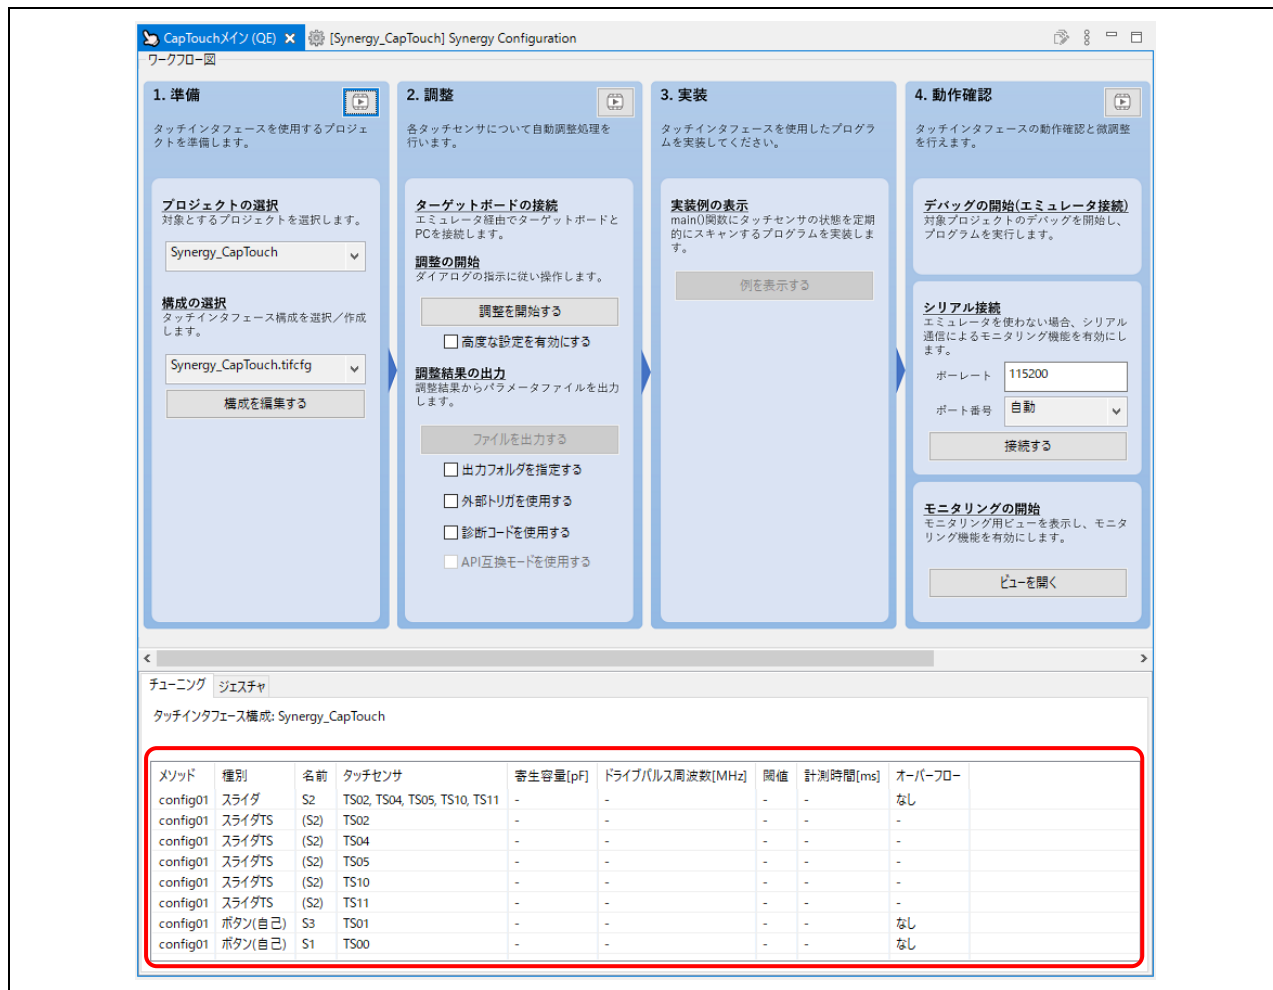 CapTouchメイン (QE)
[Synergy_CapTouch] Synergy Configuration
ワークフロー図
1. 準備
タッチインタフェースを使用するプロジェ
クトを準備します。
プロジェクトの選択
対象とするプロジェクトを選択します。
Synergy_CapTouch
構成の選択
タッチインタフェース構成を選択／作成
します。
Synergy_CapTouch.tifcfg
構成を編集する
2. 調整
各タッチセンサについて自動調整処理を
行います。
ターゲットボードの接続
エミュレータ経由でターゲットボードと
PCを接続します。
調整の開始
ダイアログの指示に従い操作します。
調整を開始する
高度な設定を有効にする
調整結果の出力
調整結果からパラメータファイルを出力
します。
ファイルを出力する
出力フォルダを指定する
外部トリガを使用する
診断コードを使用する
API互換モードを使用する
3. 実装
タッチインタフェースを使用したプログラ
ムを実装してください。
実装例の表示
main()関数にタッチセンサの状態を定期
的にスキャンするプログラムを実装しま
す。
例を表示する
4. 動作確認
タッチインタフェースの動作確認と微調整
を行えます。
デバッグの開始(エミュレータ接続)
対象プロジェクトのデバッグを開始し、
プログラムを実行します。
シリアル接続
エミュレータを使わない場合、シリアル
通信によるモニタリング機能を有効にし
ます。
ボーレート 115200
ポート番号 自動
接続する
モニタリングの開始
モニタリング用ビューを表示し、モニタ
リング機能を有効にします。
ビューを開く
チューニング ジェスチャ
タッチインタフェース構成: Synergy_CapTouch
メソッド 種別 名前 タッチセンサ 寄生容量[pF] ドライブパルス周波数[MHz] 閾値 計測時間[ms] オーバーフロー
config01 スライダ S2 TS02, TS04, TS05, TS10, TS11 - - - - なし
config01 スライダTS (S2) TS02 - - - - -
config01 スライダTS (S2) TS04 - - - - -
config01 スライダTS (S2) TS05 - - - - -
config01 スライダTS (S2) TS10 - - - - -
config01 スライダTS (S2) TS11 - - - - -
config01 ボタン(自己) S3 TS01 - - - - なし
config01 ボタン(自己) S1 TS00 - - - - なし